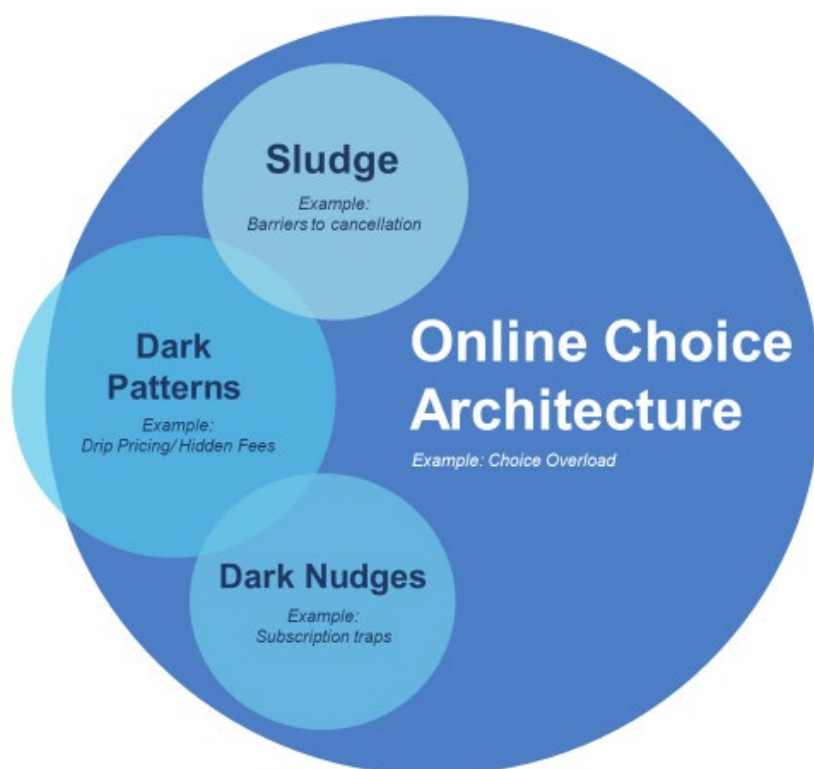 Sludge
Example:
Barriers to cancellation
Dark
Patterns
Example:
Drip Pricing/ Hidden Fees
Online Choice
Architecture
Example: Choice Overload
Dark Nudges
Example:
Subscription traps